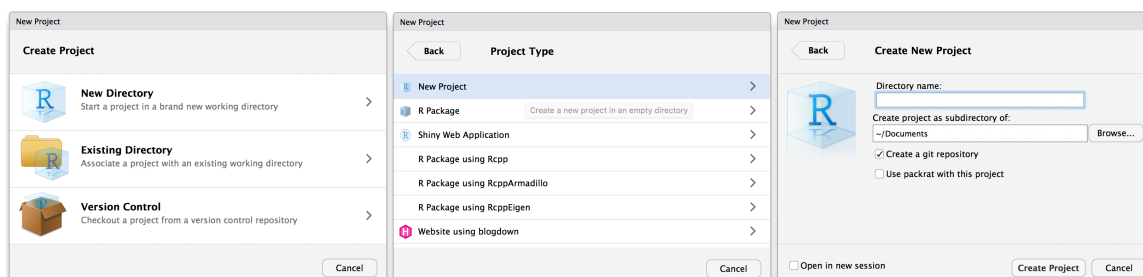 New Project
Create Project
New Directory
Start a project in a brand new working directory
Existing Directory
Associate a project with an existing working directory
Version Control
Checkout a project from a version control repository
Cancel
New Project
Back
Project Type
New Project
R Package
Create a new project in an empty directory
Shiny Web Application
R Package using Rcpp
R Package using RcppArmadillo
R Package using RcppEigen
Website using blogdown
Cancel
New Project
Back
Create New Project
Directory name:
Create project as subdirectory of:
~/Documents
Browse...
Create a git repository
Use packrat with this project
Open in new session
Create Project
Cancel